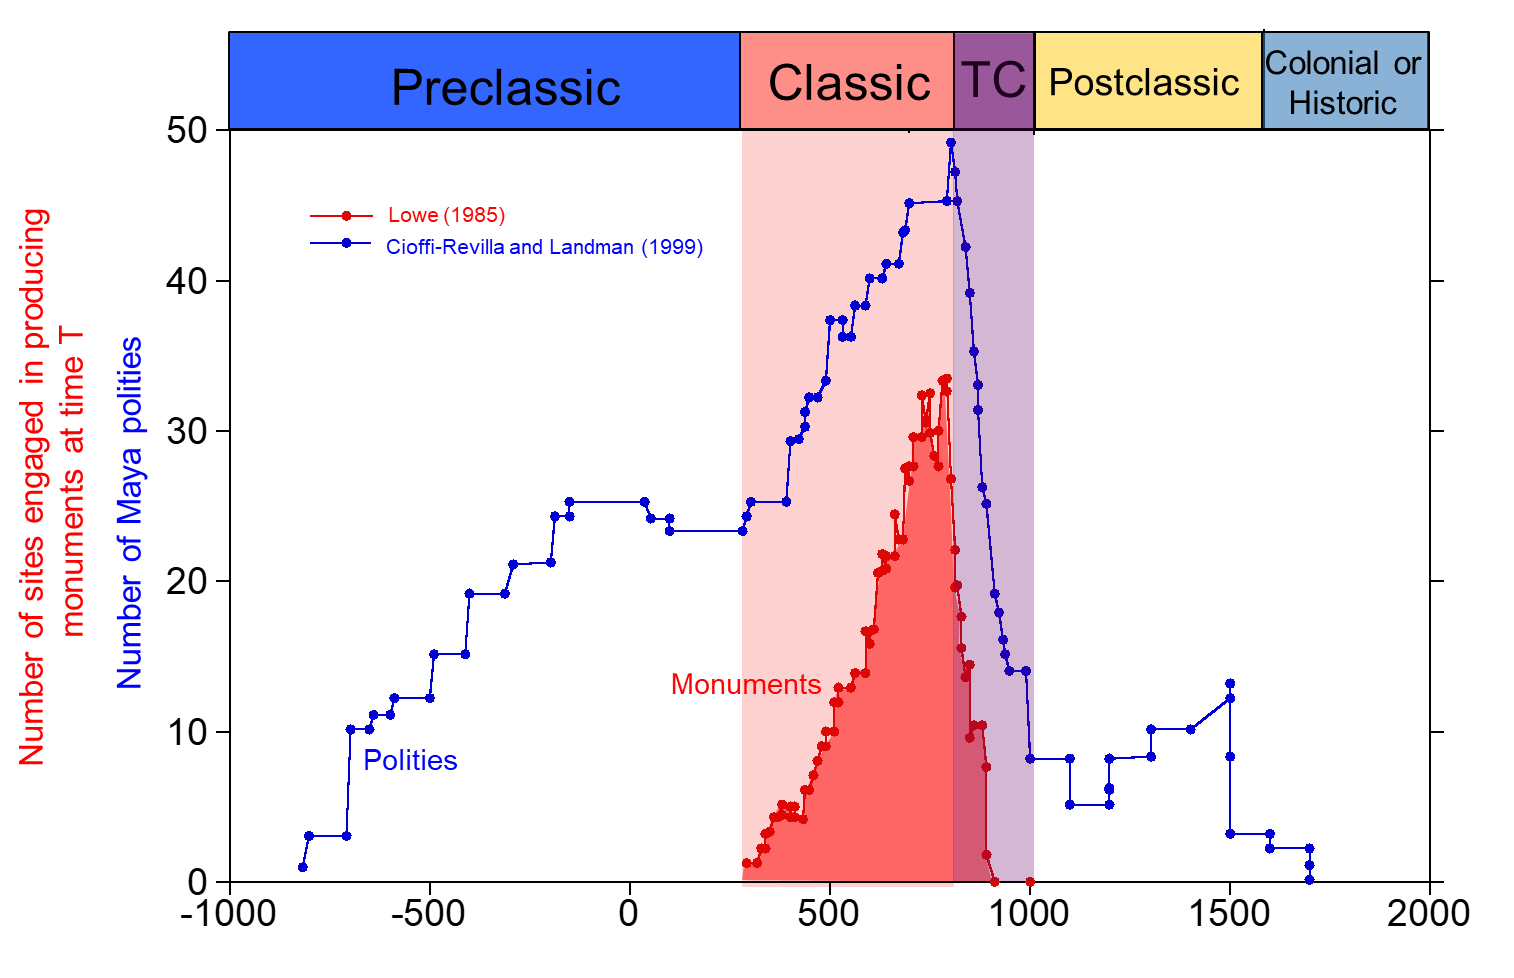 Preclassic
Classic
TC
Postclassic
Colonial or
Historic
Number of sites engaged in producing
monuments at time T
Number of Maya polities
50
40
30
20
10
0
Lowe (1985)
Cioffi-Revilla and Landman (1999)
Monuments
Polities
-1000
-500
0
500
1000
1500
2000